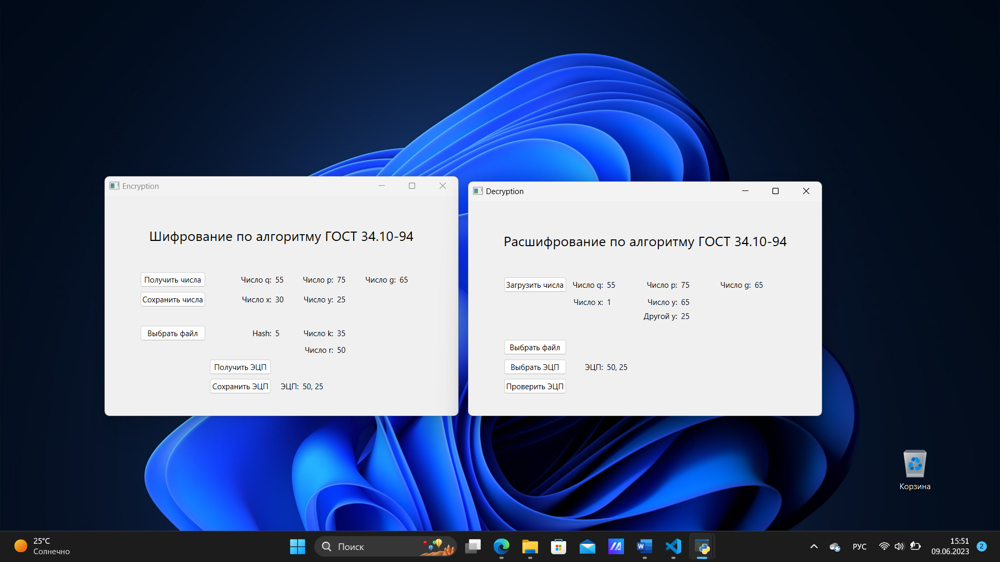 Encryption
Шифрование по алгоритму ГОСТ 34.10-94
Получить числа
Число q: 55
Число p: 75
Число g: 65
Сохранить числа
Число x: 30
Число y: 25
Выбрать файл
Hash: 5
Число k: 35
Число r: 50
Получить ЭЦП
Сохранить ЭЦП
ЭЦП: 50, 25
Decryption
Расшифрование по алгоритму ГОСТ 34.10-94
Загрузить числа
Число q: 55
Число p: 75
Число g: 65
Число x: 1
Число y: 65
Другой y: 25
Выбрать файл
Выбрать ЭЦП
ЭЦП: 50, 25
Проверить ЭЦП
Корзина
25°C
Солнечно
Поиск
W
РУС
15:51
09.06.2023
2